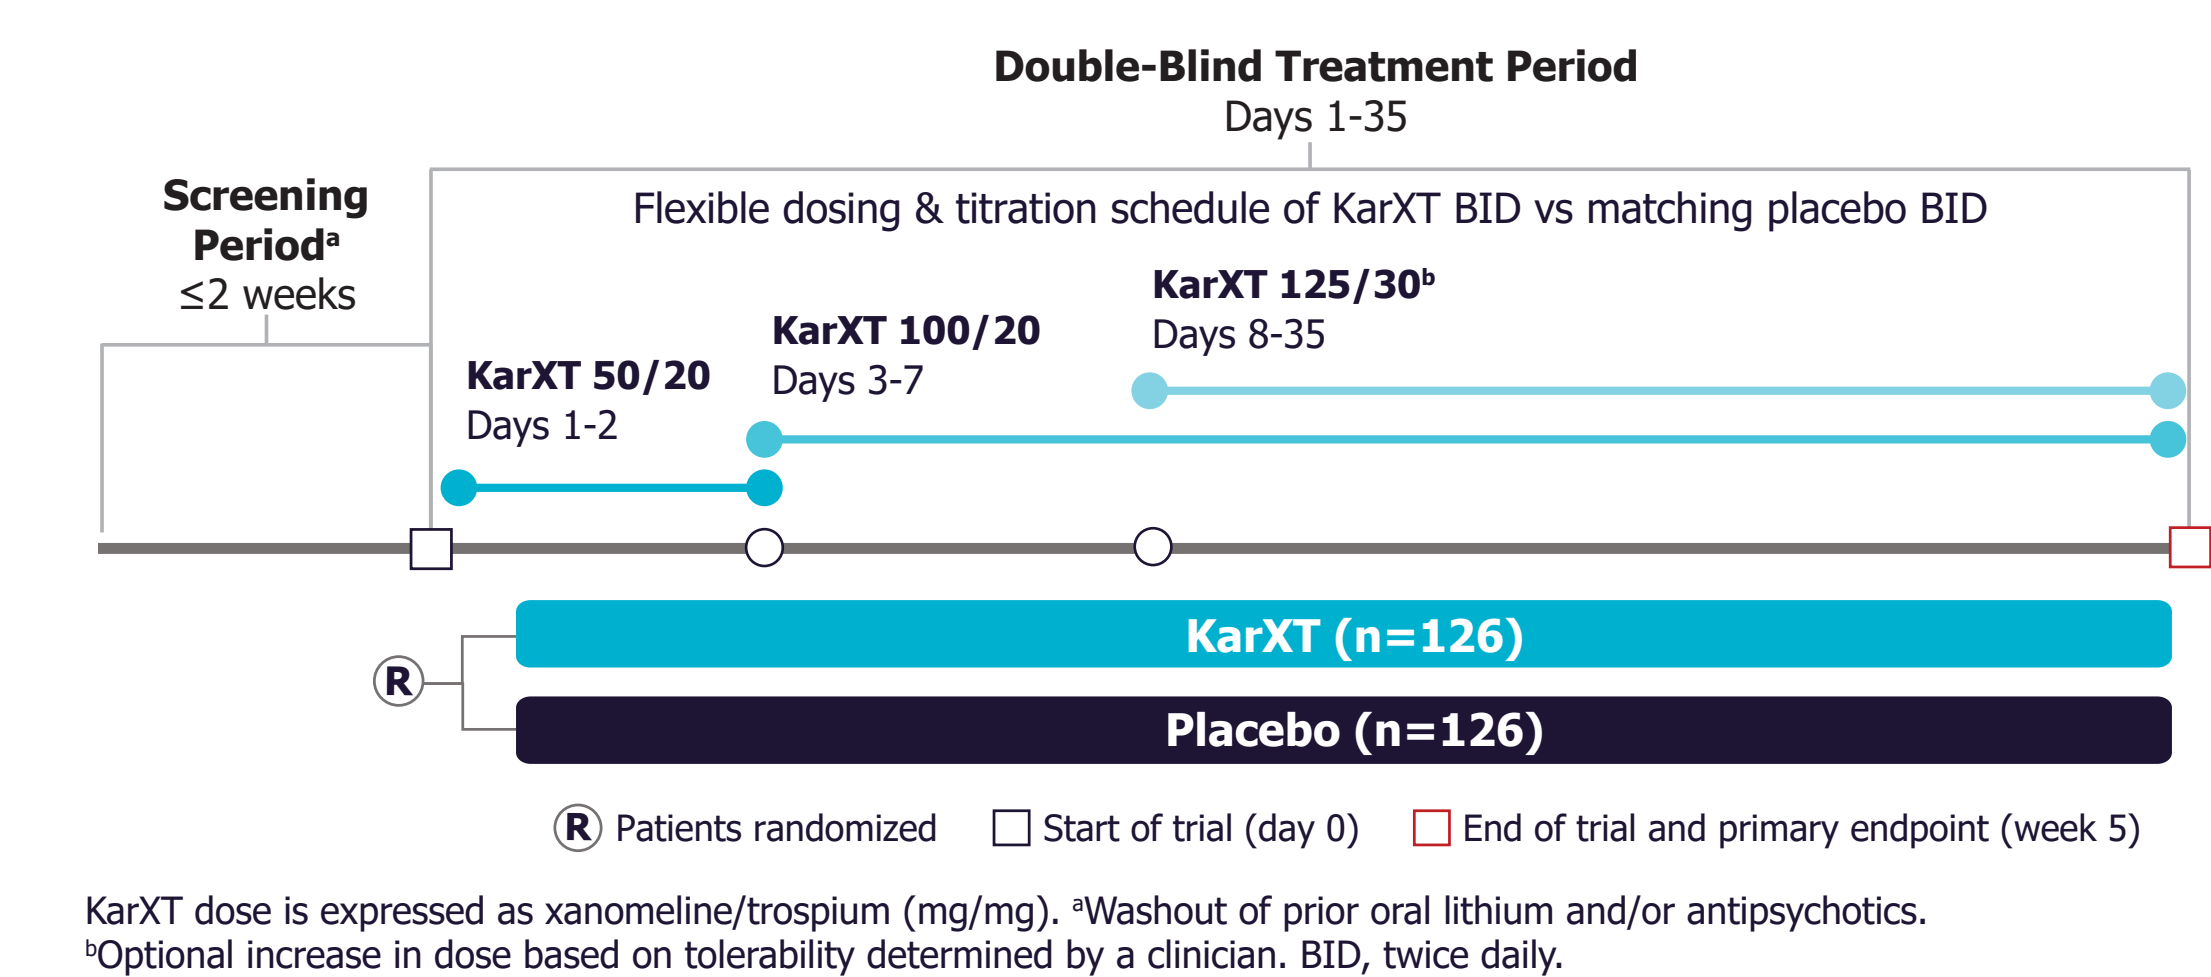 Double-Blind Treatment Period
Days 1-35
Screening
Periodᵃ
≤2 weeks
Flexible dosing & titration schedule of KarXT BID vs matching placebo BID
KarXT 50/20
Days 1-2
KarXT 100/20
Days 3-7
KarXT 125/30ᵇ
Days 8-35
R
KarXT (n=126)
Placebo (n=126)
R Patients randomized
Start of trial (day 0)
End of trial and primary endpoint (week 5)
KarXT dose is expressed as xanomeline/trospium (mg/mg). ᵃWashout of prior oral lithium and/or antipsychotics.
ᵇOptional increase in dose based on tolerability determined by a clinician. BID, twice daily.